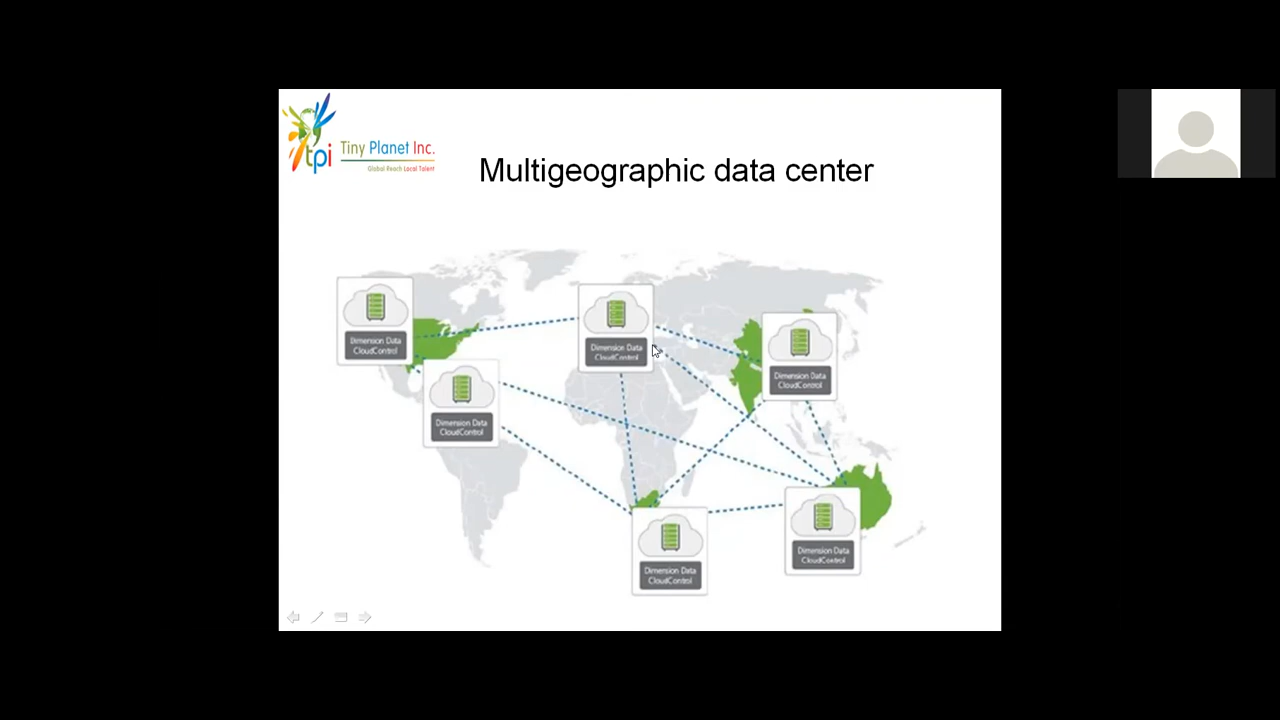 tpi
Tiny Planet Inc.
Global Reach Local Talent
Multigeographic data center
Dimension Data
CloudControl
Dimension Data
CloudControl
Dimension Data
CloudControl
Dimension Data
CloudControl
Dimension Data
CloudControl
Dimension Data
CloudControl